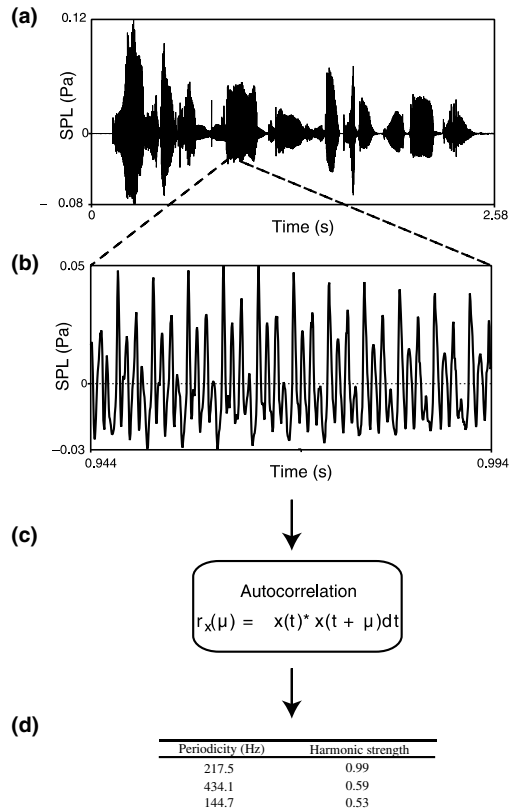 (a)
0.12
SPL (Pa)
0
– 0.08
0
2.58
Time (s)
(b)
0.05
SPL (Pa)
0
−0.03
0.944
0.994
Time (s)
(c)
Autocorrelation
rx(μ) = x(t)* x(t + μ)dt
(d)
Periodicity (Hz) Harmonic strength
217.5 0.99
434.1 0.59
144.7 0.53